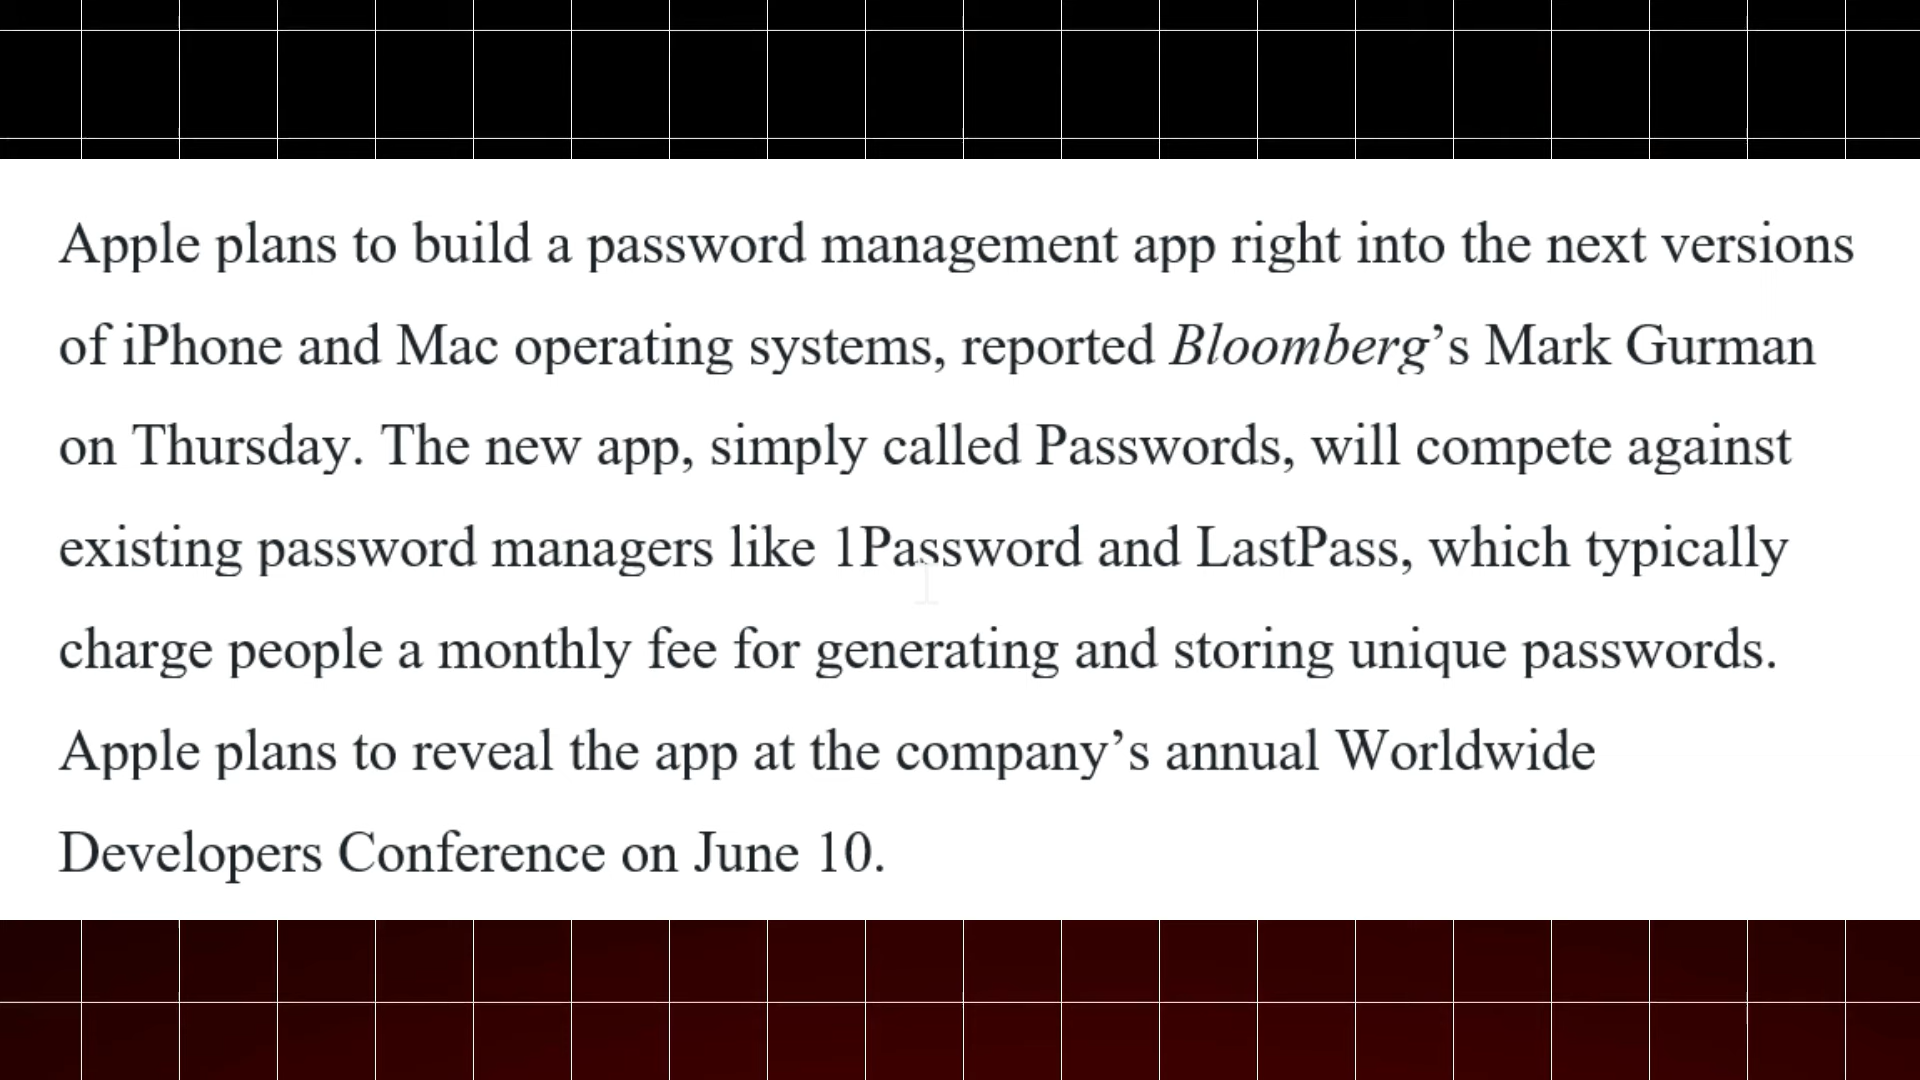 Apple plans to build a password management app right into the next versions
of iPhone and Mac operating systems, reported Bloomberg’s Mark Gurman
on Thursday. The new app, simply called Passwords, will compete against
existing password managers like 1Password and LastPass, which typically
charge people a monthly fee for generating and storing unique passwords.
Apple plans to reveal the app at the company’s annual Worldwide
Developers Conference on June 10.